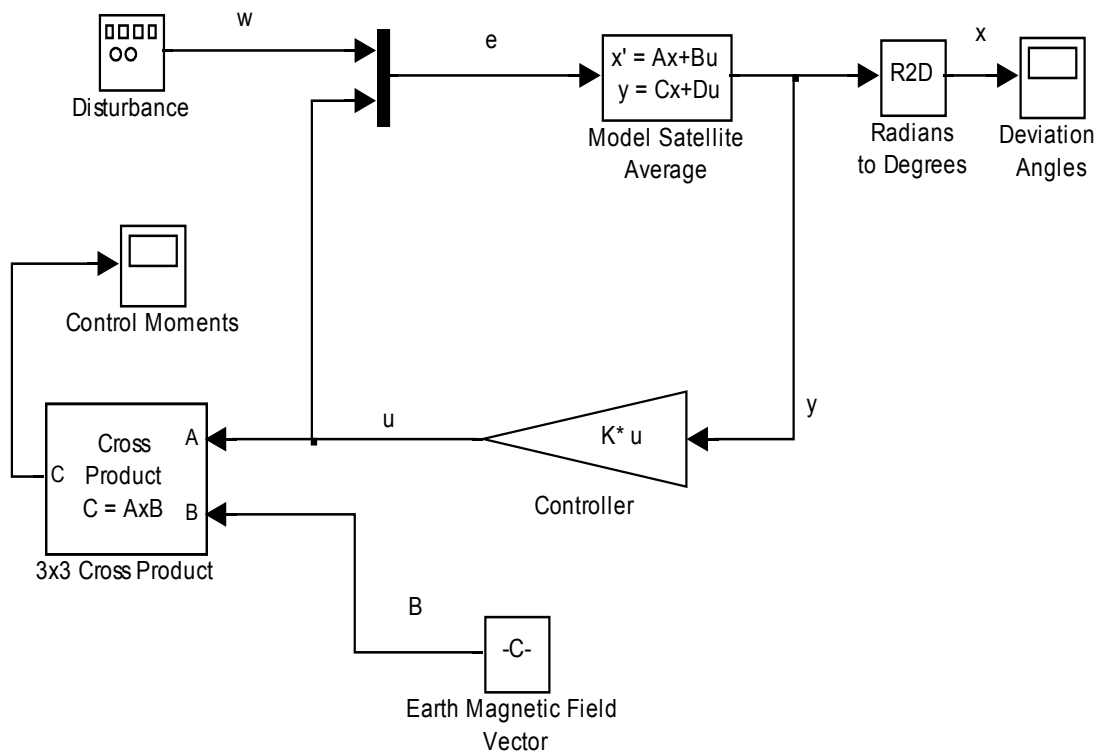 w
e
x
x' = Ax+Bu
y = Cx+Du
R2D
Disturbance
Model Satellite
Average
Radians
to Degrees
Deviation
Angles
Control Moments
u
y
K* u
Controller
Cross
Product
C = AxB
A
B
C
3x3 Cross Product
B
-C-
Earth Magnetic Field
Vector